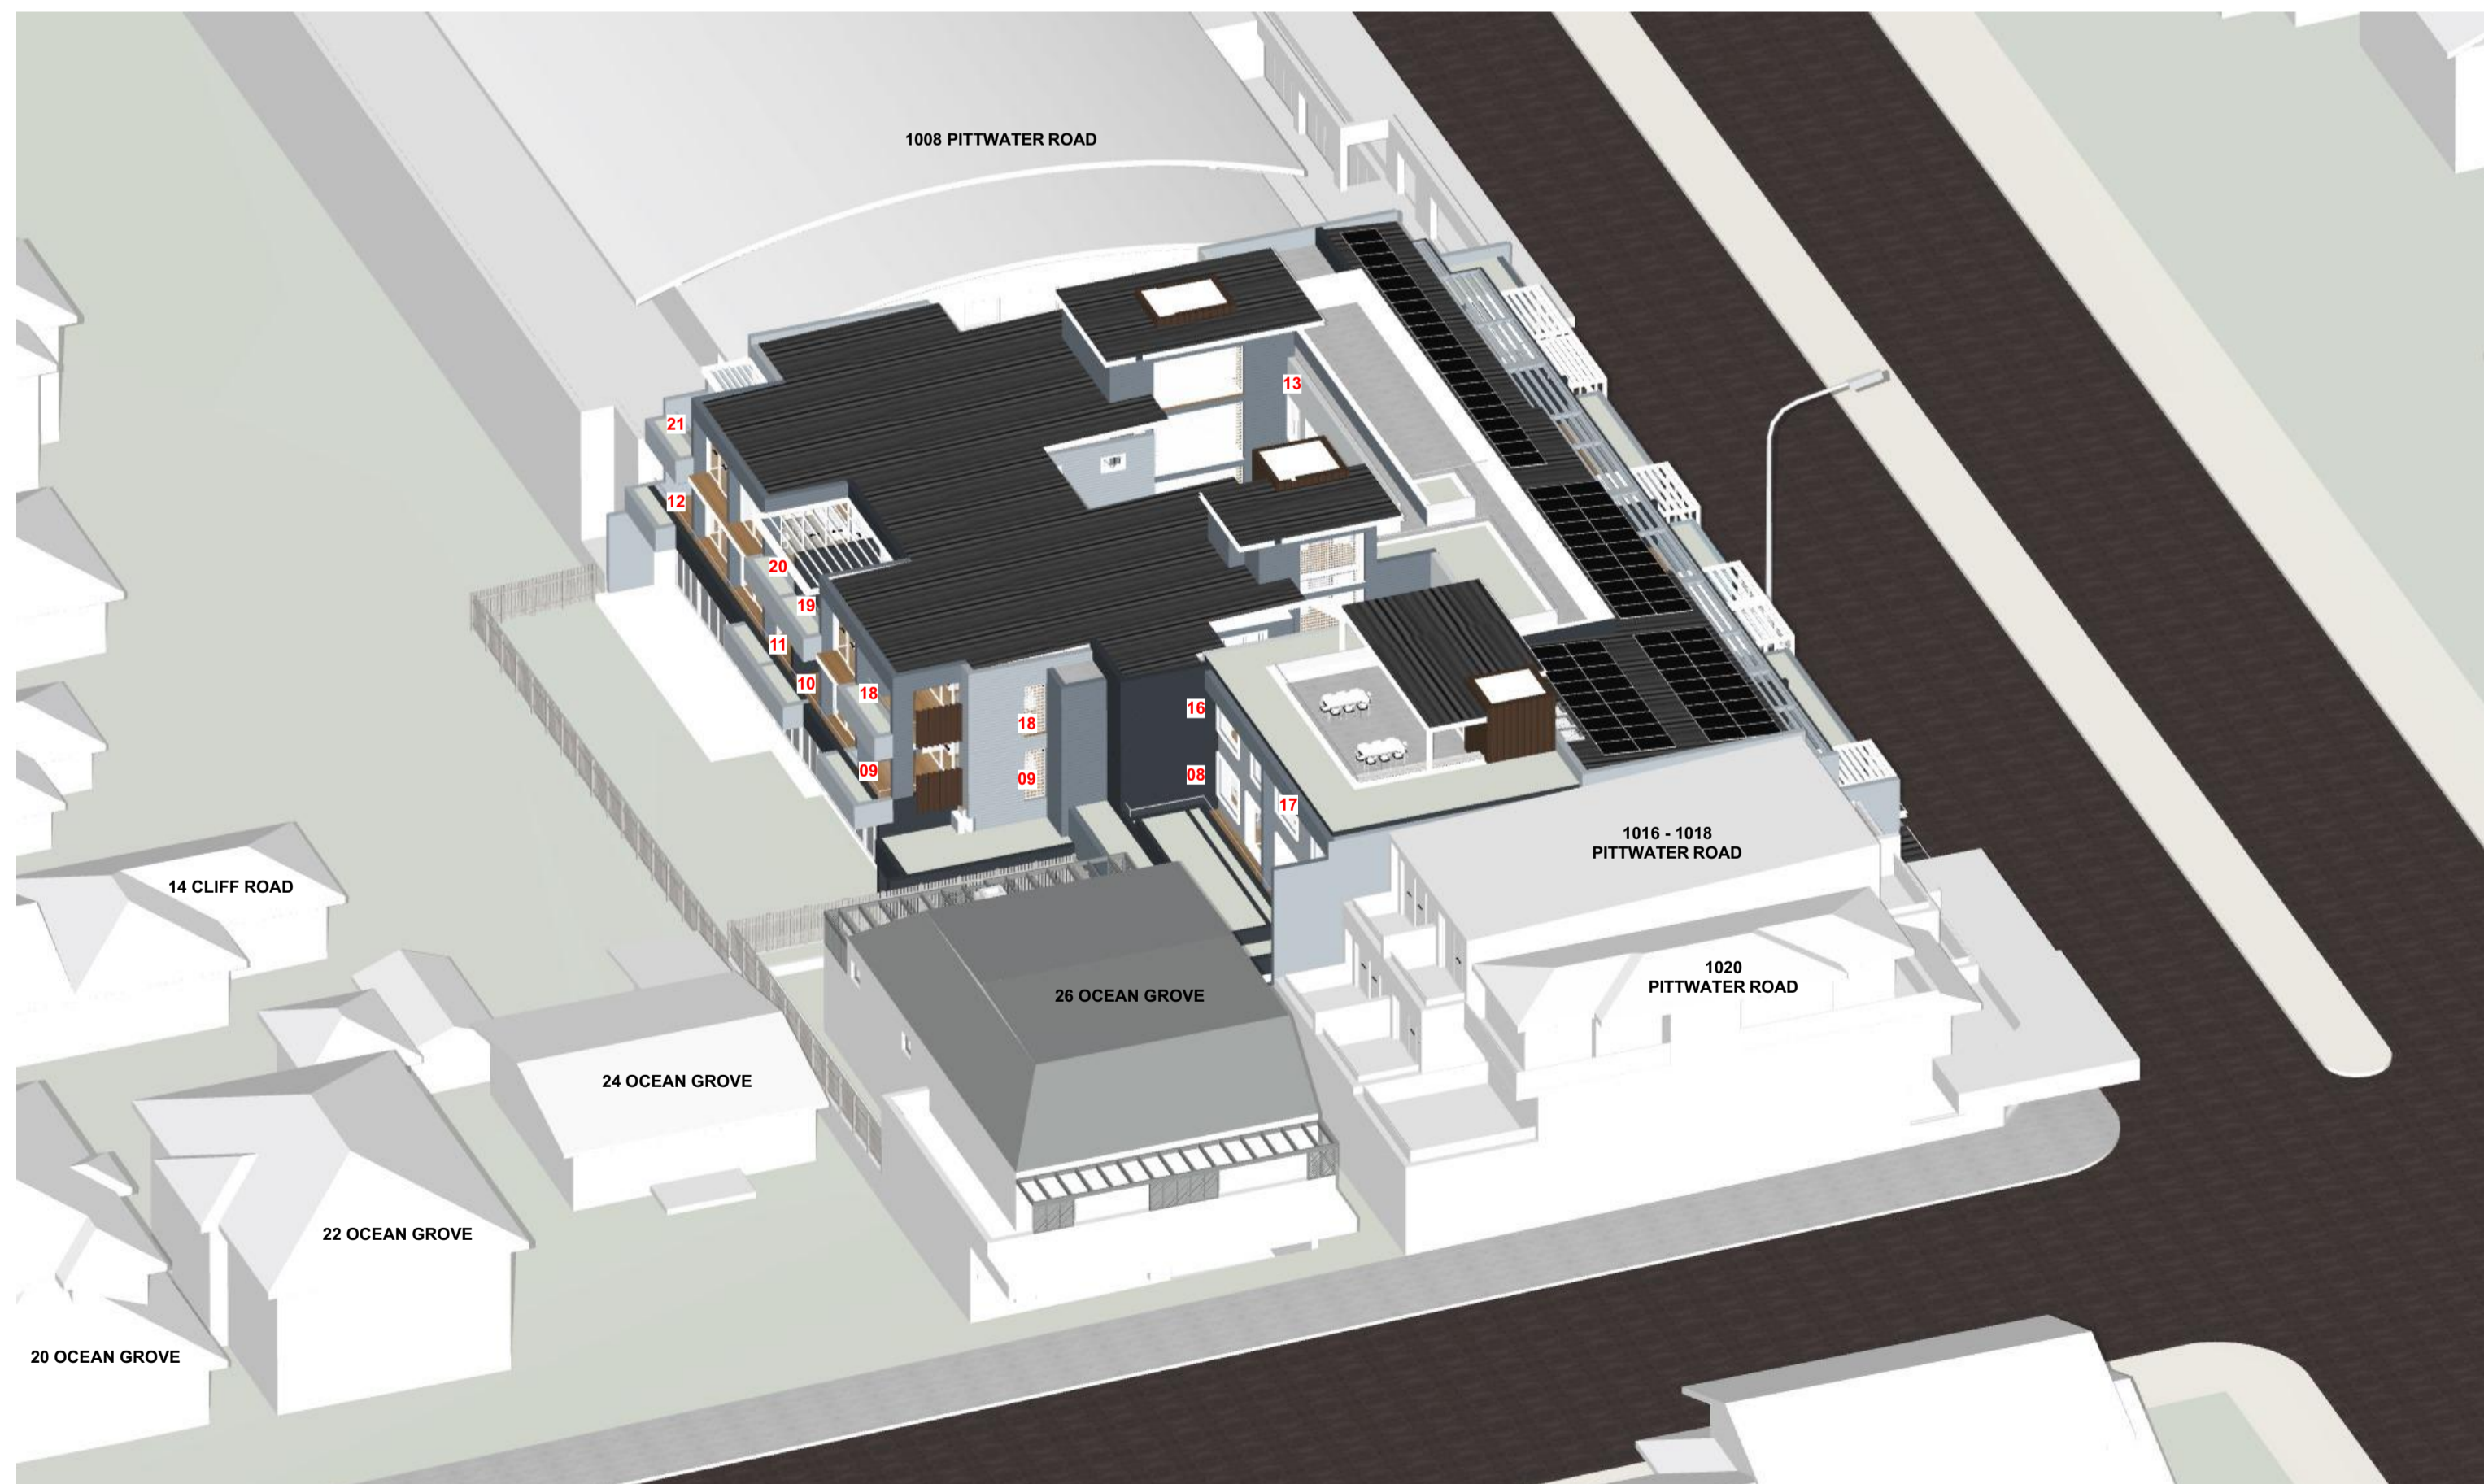 1008 PITTWATER ROAD
13
21
12
20
19
11
10
18
16
18
08
09
09
17
1016 - 1018
PITTWATER ROAD
14 CLIFF ROAD
1020
PITTWATER ROAD
26 OCEAN GROVE
24 OCEAN GROVE
22 OCEAN GROVE
20 OCEAN GROVE